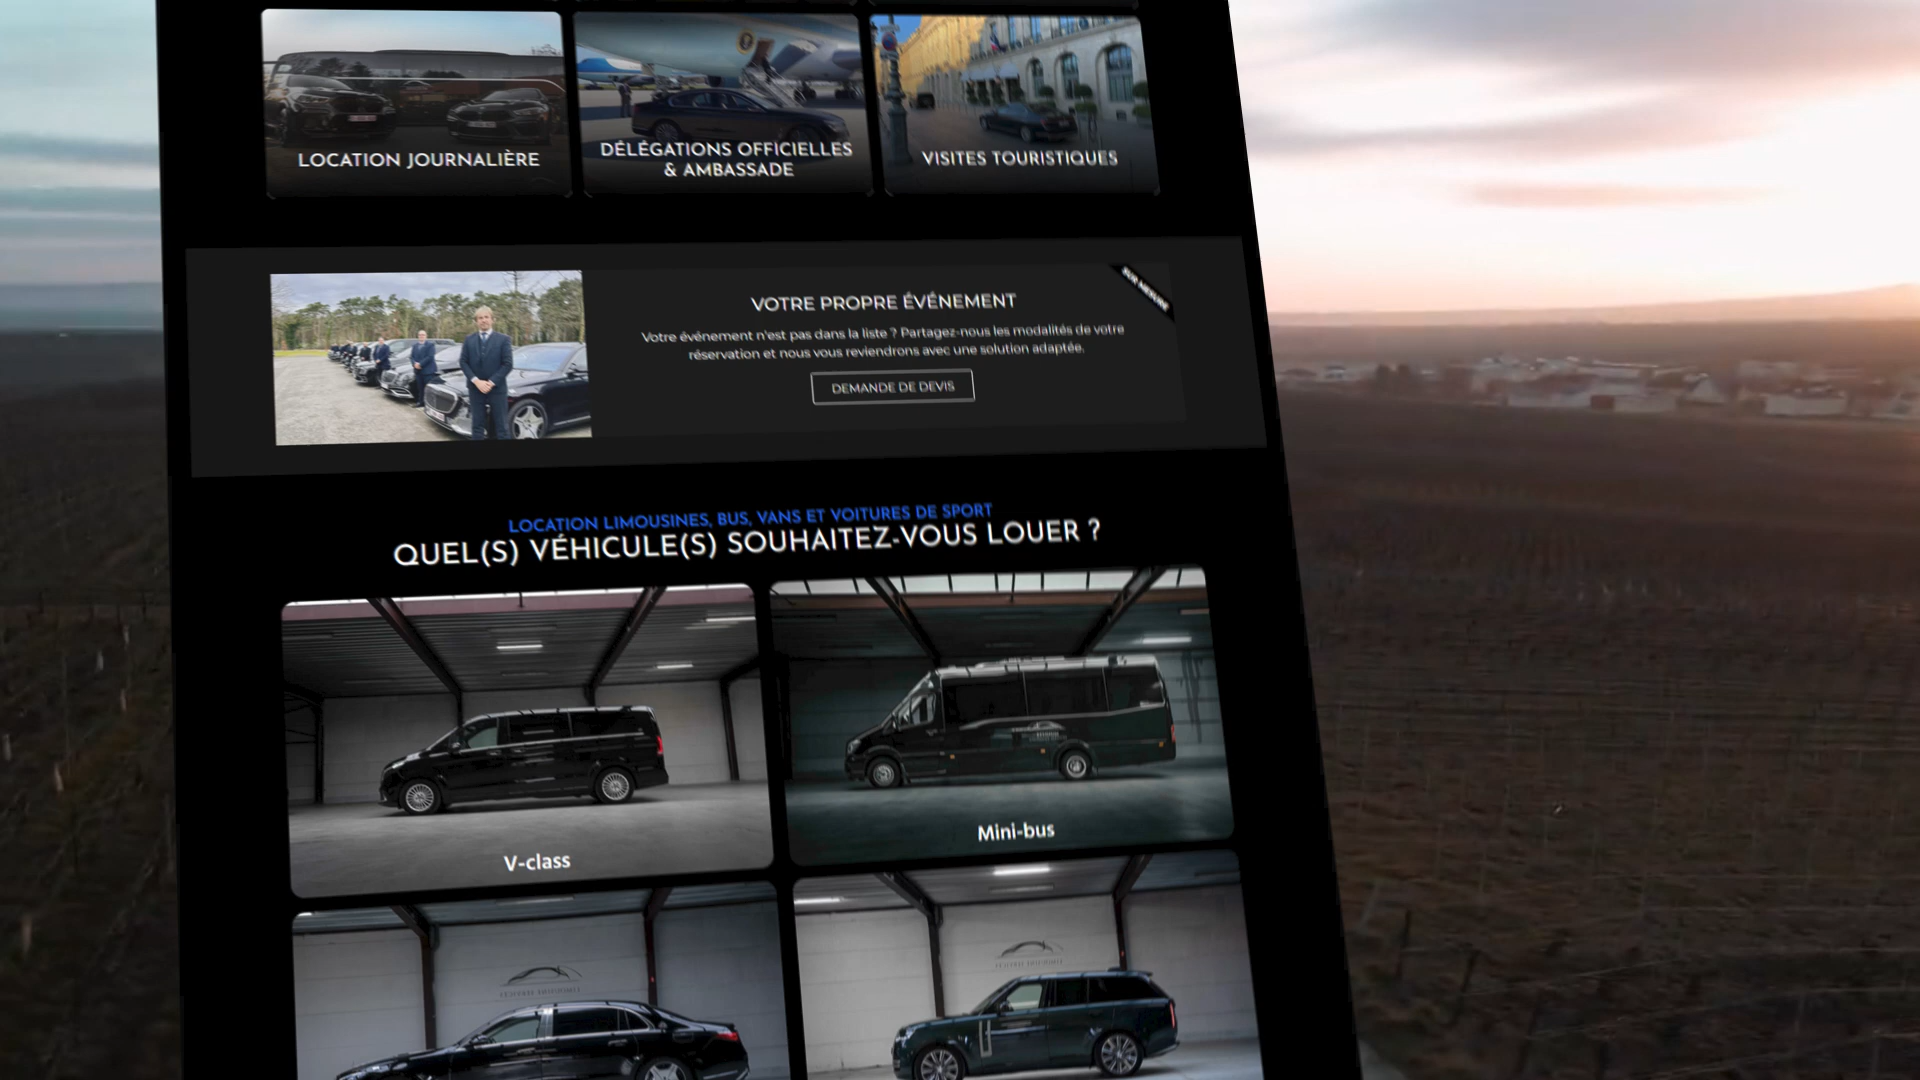 LOCATION JOURNALIÈRE
DÉLÉGATIONS OFFICIELLES
& AMBASSADE
VISITES TOURISTIQUES
SUR MESURE
VOTRE PROPRE ÉVÉNEMENT
Votre événement n'est pas dans la liste ? Partagez-nous les modalités de votre
réservation et nous vous reviendrons avec une solution adaptée.
DEMANDE DE DEVIS
LOCATION LIMOUSINES, BUS, VANS ET VOITURES DE SPORT
QUEL(S) VÉHICULE(S) SOUHAITEZ-VOUS LOUER ?
V-class
Mini-bus